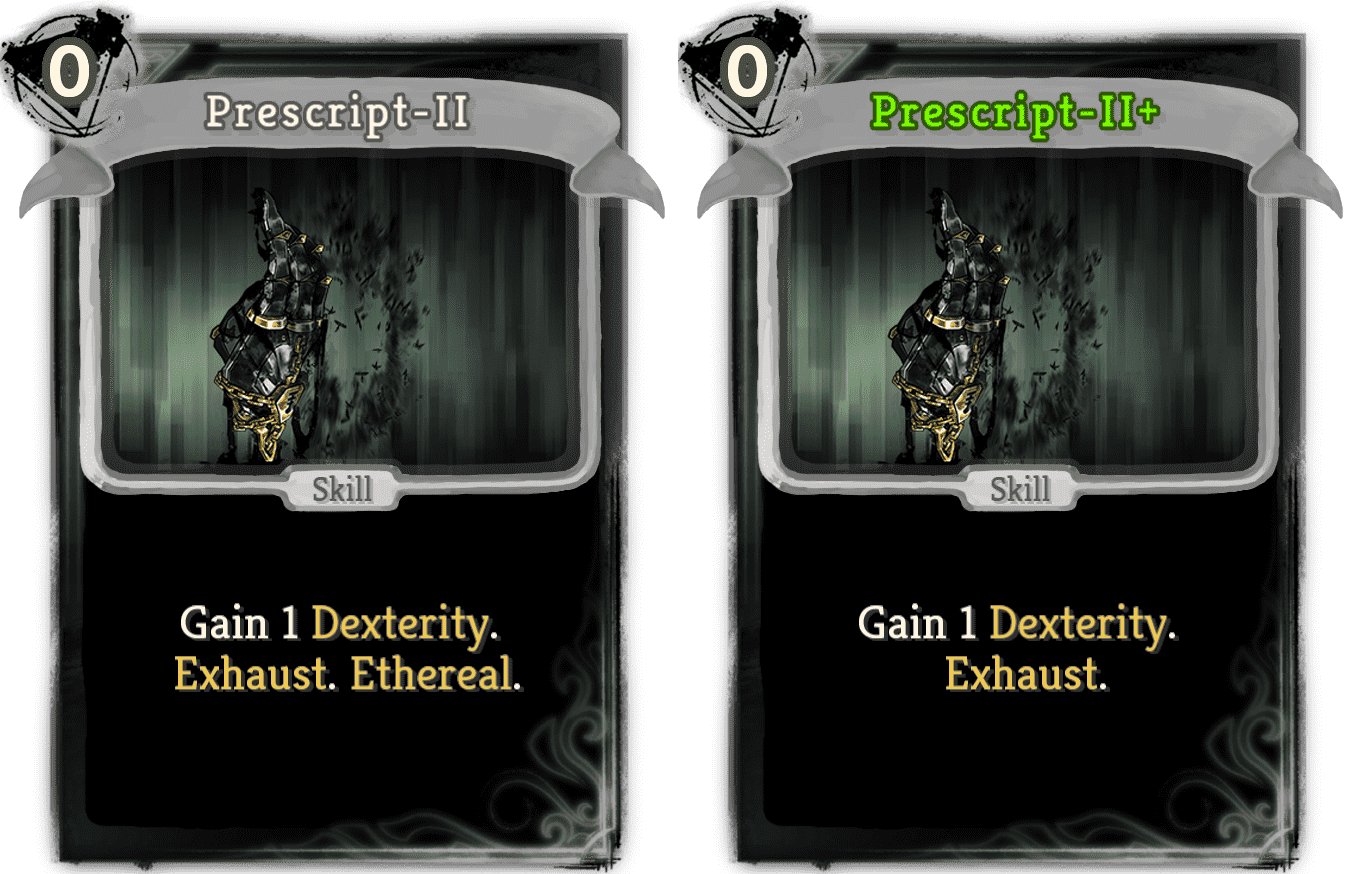 0
Prescript-II
Skill
Gain 1 Dexterity.
Exhaust. Ethereal.
0
Prescript-II+
Skill
Gain 1 Dexterity.
Exhaust.